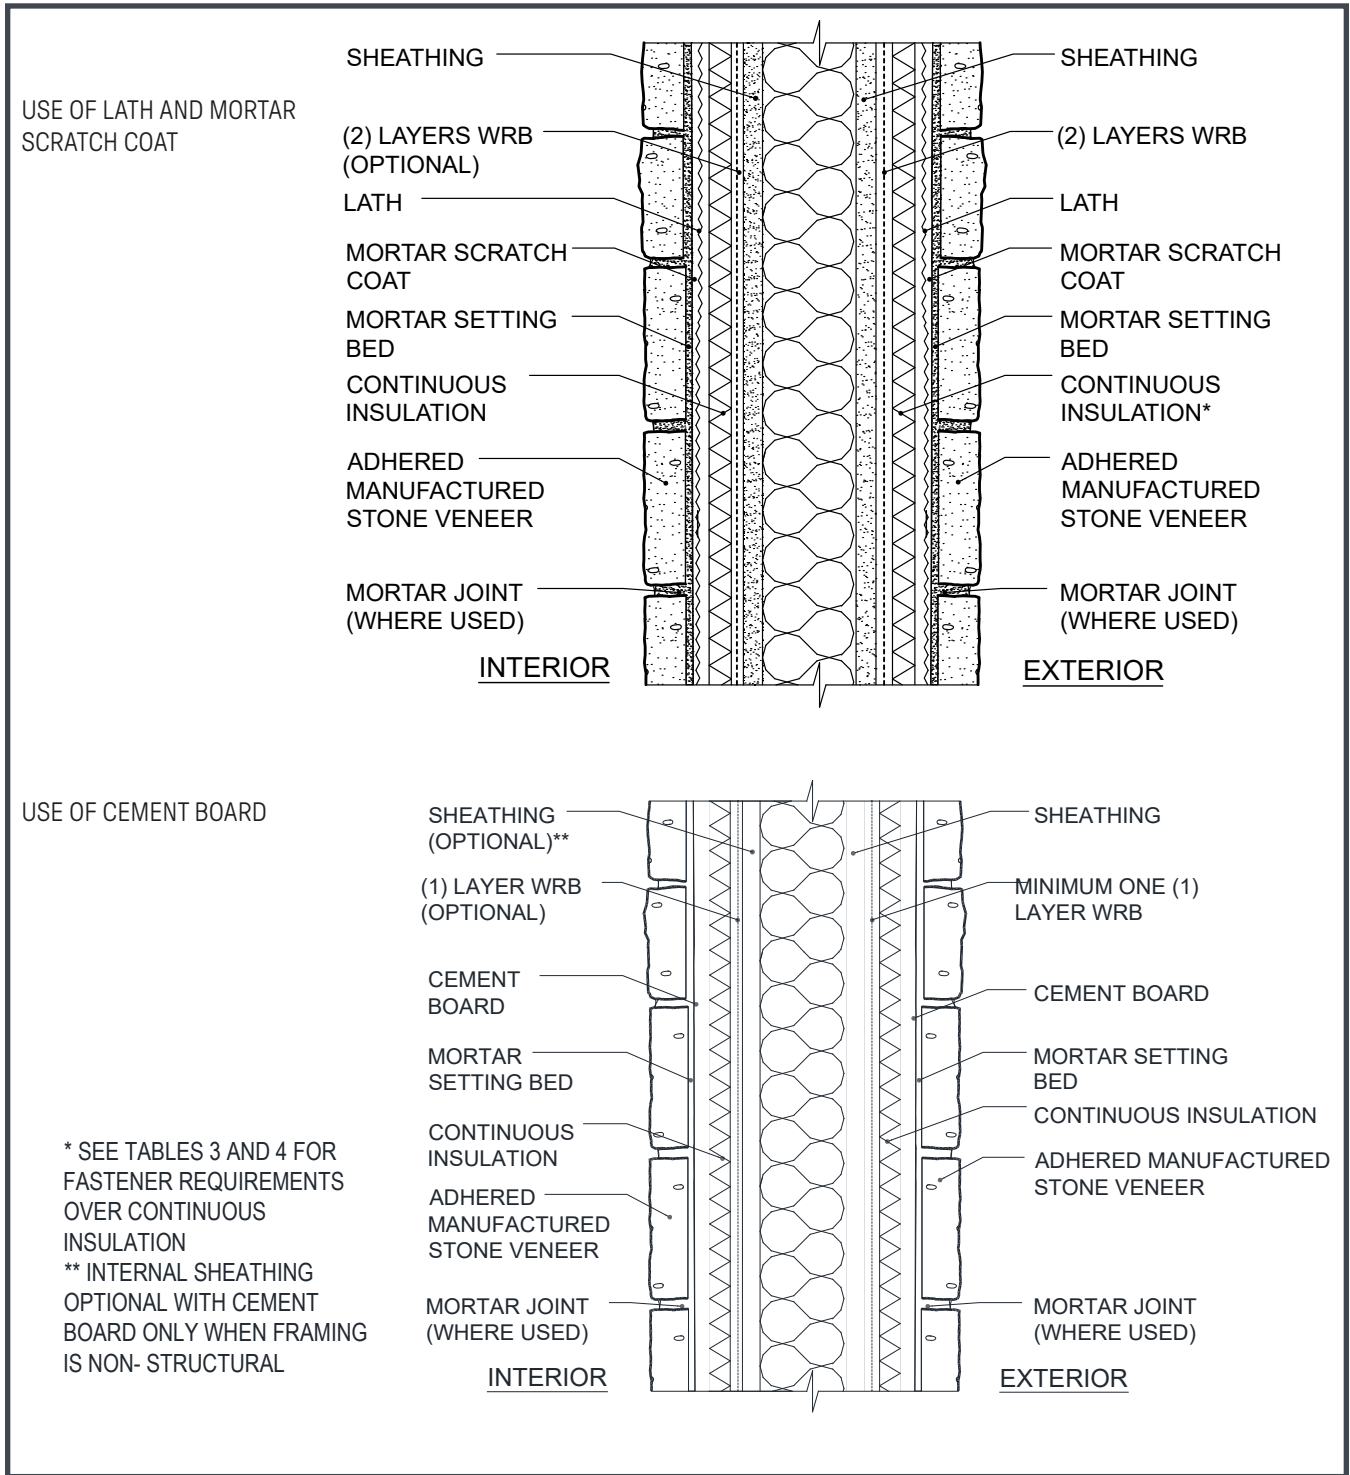 USE OF LATH AND MORTAR
SCRATCH COAT
SHEATHING
(2) LAYERS WRB
(OPTIONAL)
LATH
MORTAR SCRATCH
COAT
MORTAR SETTING
BED
CONTINUOUS
INSULATION
ADHERED
MANUFACTURED
STONE VENEER
MORTAR JOINT
(WHERE USED)
INTERIOR
SHEATHING
(2) LAYERS WRB
LATH
MORTAR SCRATCH
COAT
MORTAR SETTING
BED
CONTINUOUS
INSULATION*
ADHERED
MANUFACTURED
STONE VENEER
MORTAR JOINT
(WHERE USED)
EXTERIOR
USE OF CEMENT BOARD
SHEATHING
(OPTIONAL)**
(1) LAYER WRB
(OPTIONAL)
CEMENT
BOARD
MORTAR
SETTING BED
CONTINUOUS
INSULATION
ADHERED
MANUFACTURED
STONE VENEER
MORTAR JOINT
(WHERE USED)
INTERIOR
SHEATHING
MINIMUM ONE (1)
LAYER WRB
CEMENT BOARD
MORTAR SETTING
BED
CONTINUOUS INSULATION
ADHERED MANUFACTURED
STONE VENEER
MORTAR JOINT
(WHERE USED)
EXTERIOR
* SEE TABLES 3 AND 4 FOR
FASTENER REQUIREMENTS
OVER CONTINUOUS
INSULATION
** INTERNAL SHEATHING
OPTIONAL WITH CEMENT
BOARD ONLY WHEN FRAMING
IS NON- STRUCTURAL